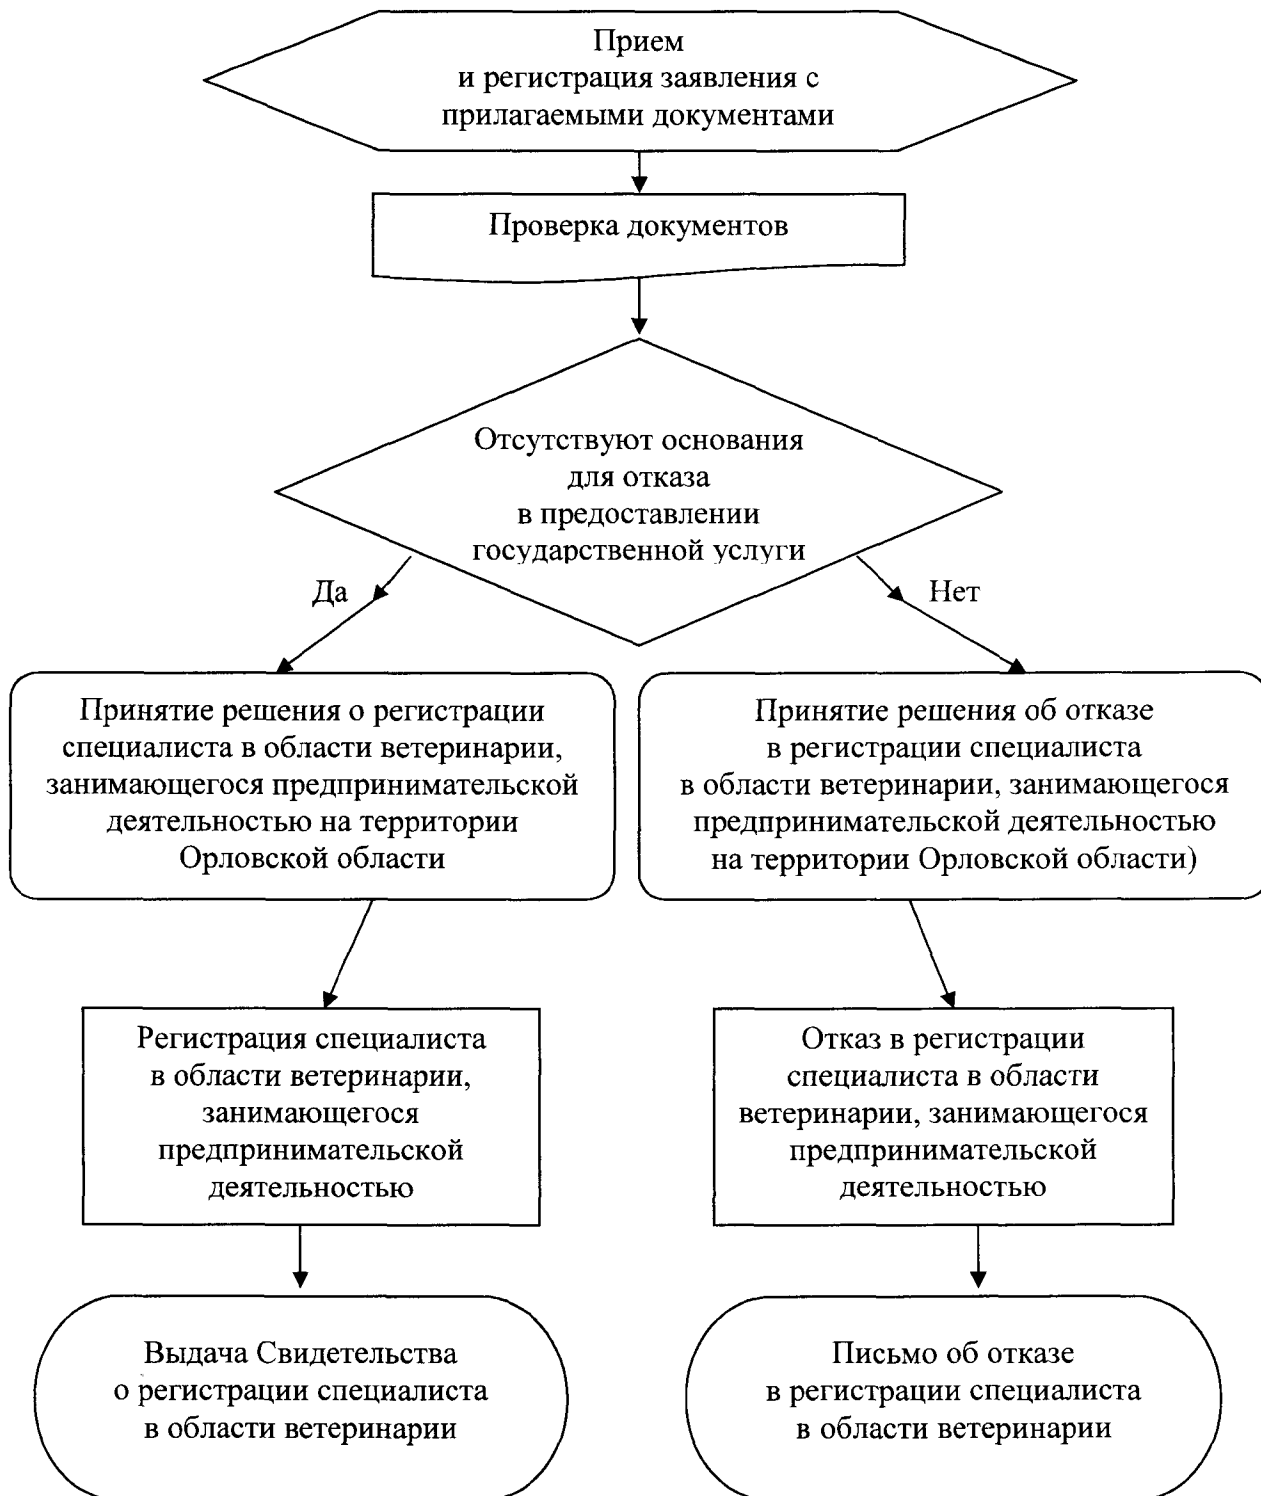 Прием
и регистрация заявления с
прилагаемыми документами
Проверка документов
Отсутствуют основания
для отказа
в предоставлении
государственной услуги
Да
Нет
Принятие решения о регистрации
специалиста в области ветеринарии,
занимающегося предпринимательской
деятельностью на территории
Орловской области
Принятие решения об отказе
в регистрации специалиста
в области ветеринарии, занимающегося
предпринимательской деятельностью
на территории Орловской области)
Регистрация специалиста
в области ветеринарии,
занимающегося
предпринимательской
деятельностью
Отказ в регистрации
специалиста в области
ветеринарии, занимающегося
предпринимательской
деятельностью
Выдача Свидетельства
о регистрации специалиста
в области ветеринарии
Письмо об отказе
в регистрации специалиста
в области ветеринарии